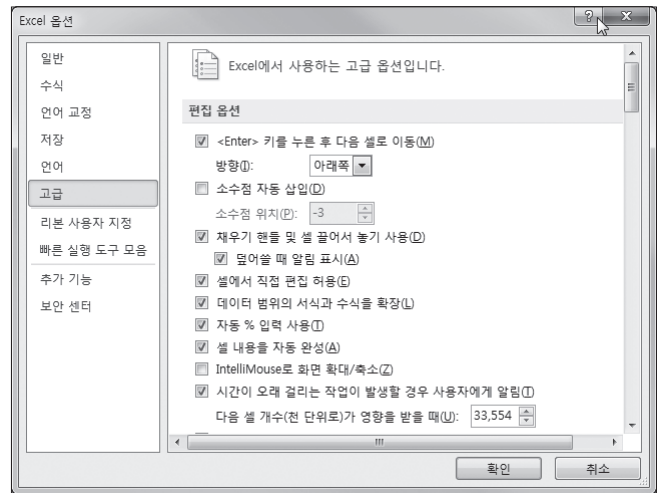 Excel 옵션
일반
수식
언어 교정
저장
언어
고급
리본 사용자 지정
빠른 실행 도구 모음
추가 기능
보안 센터
Excel에서 사용하는 고급 옵션입니다.
편집 옵션
<Enter> 키를 누른 후 다음 셀로 이동(M)
방향(I): 아래쪽
소수점 자동 삽입(D)
소수점 위치(P): -3
채우기 핸들 및 셀 끌어서 놓기 사용(D)
덮어쓸 때 알림 표시(A)
셀에서 직접 편집 허용(E)
데이터 범위의 서식과 수식을 확장(L)
자동 % 입력 사용(T)
셀 내용을 자동 완성(A)
IntelliMouse로 화면 확대/축소(Z)
시간이 오래 걸리는 작업이 발생할 경우 사용자에게 알림(T)
다음 셀 개수(천 단위로)가 영향을 받을 때(U): 33,554
확인 취소